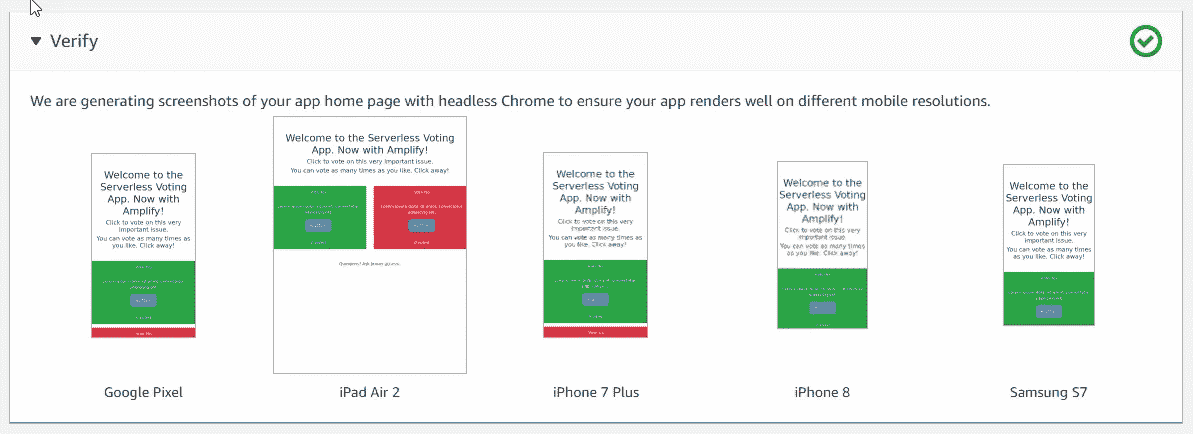 Verify
We are generating screenshots of your app home page with headless Chrome to ensure your app renders well on different mobile resolutions.
Welcome to the
Serverless Voting
App. Now with
Amplify!
Click to vote on this very
important issue.
You can vote as many times as
you like. Click away!
Google Pixel
Welcome to the Serverless Voting
App. Now with Amplify!
Click to vote on this very important issue.
You can vote as many times as you like. Click away!
Vote No
iPad Air 2
Welcome to the
Serverless Voting
App. Now with
Amplify!
Click to vote on this very
important issue.
You can vote as many times as
you like. Click away!
iPhone 7 Plus
Welcome to the
Serverless Voting
App. Now with
Amplify!
Click to vote on this very
important issue.
You can vote as many times
as you like. Click away!
iPhone 8
Welcome to the
Serverless Voting
App. Now with
Amplify!
Click to vote on this very
important issue.
You can vote as many times
as you like. Click away!
Samsung S7